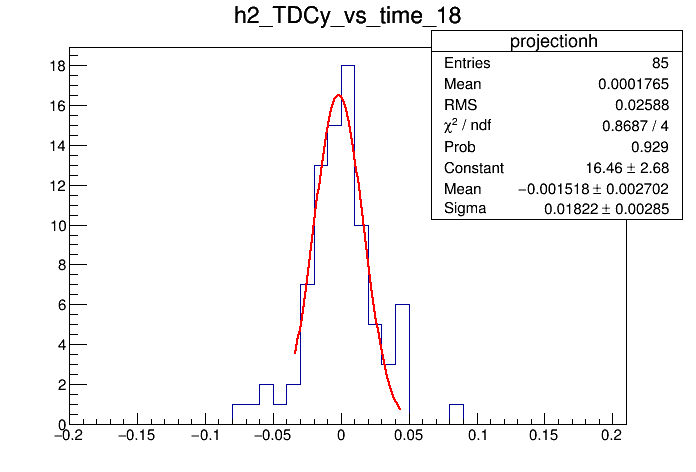 h2_TDCy_vs_time_18
projectionh
Entries 85
Mean 0.0001765
RMS 0.02588
χ² / ndf 0.8687 / 4
Prob 0.929
Constant 16.46 ± 2.68
Mean −0.001518 ± 0.002702
Sigma 0.01822 ± 0.00285
18
16
14
12
10
8
6
4
2
0
−0.2 −0.15 −0.1 −0.05 0 0.05 0.1 0.15 0.2